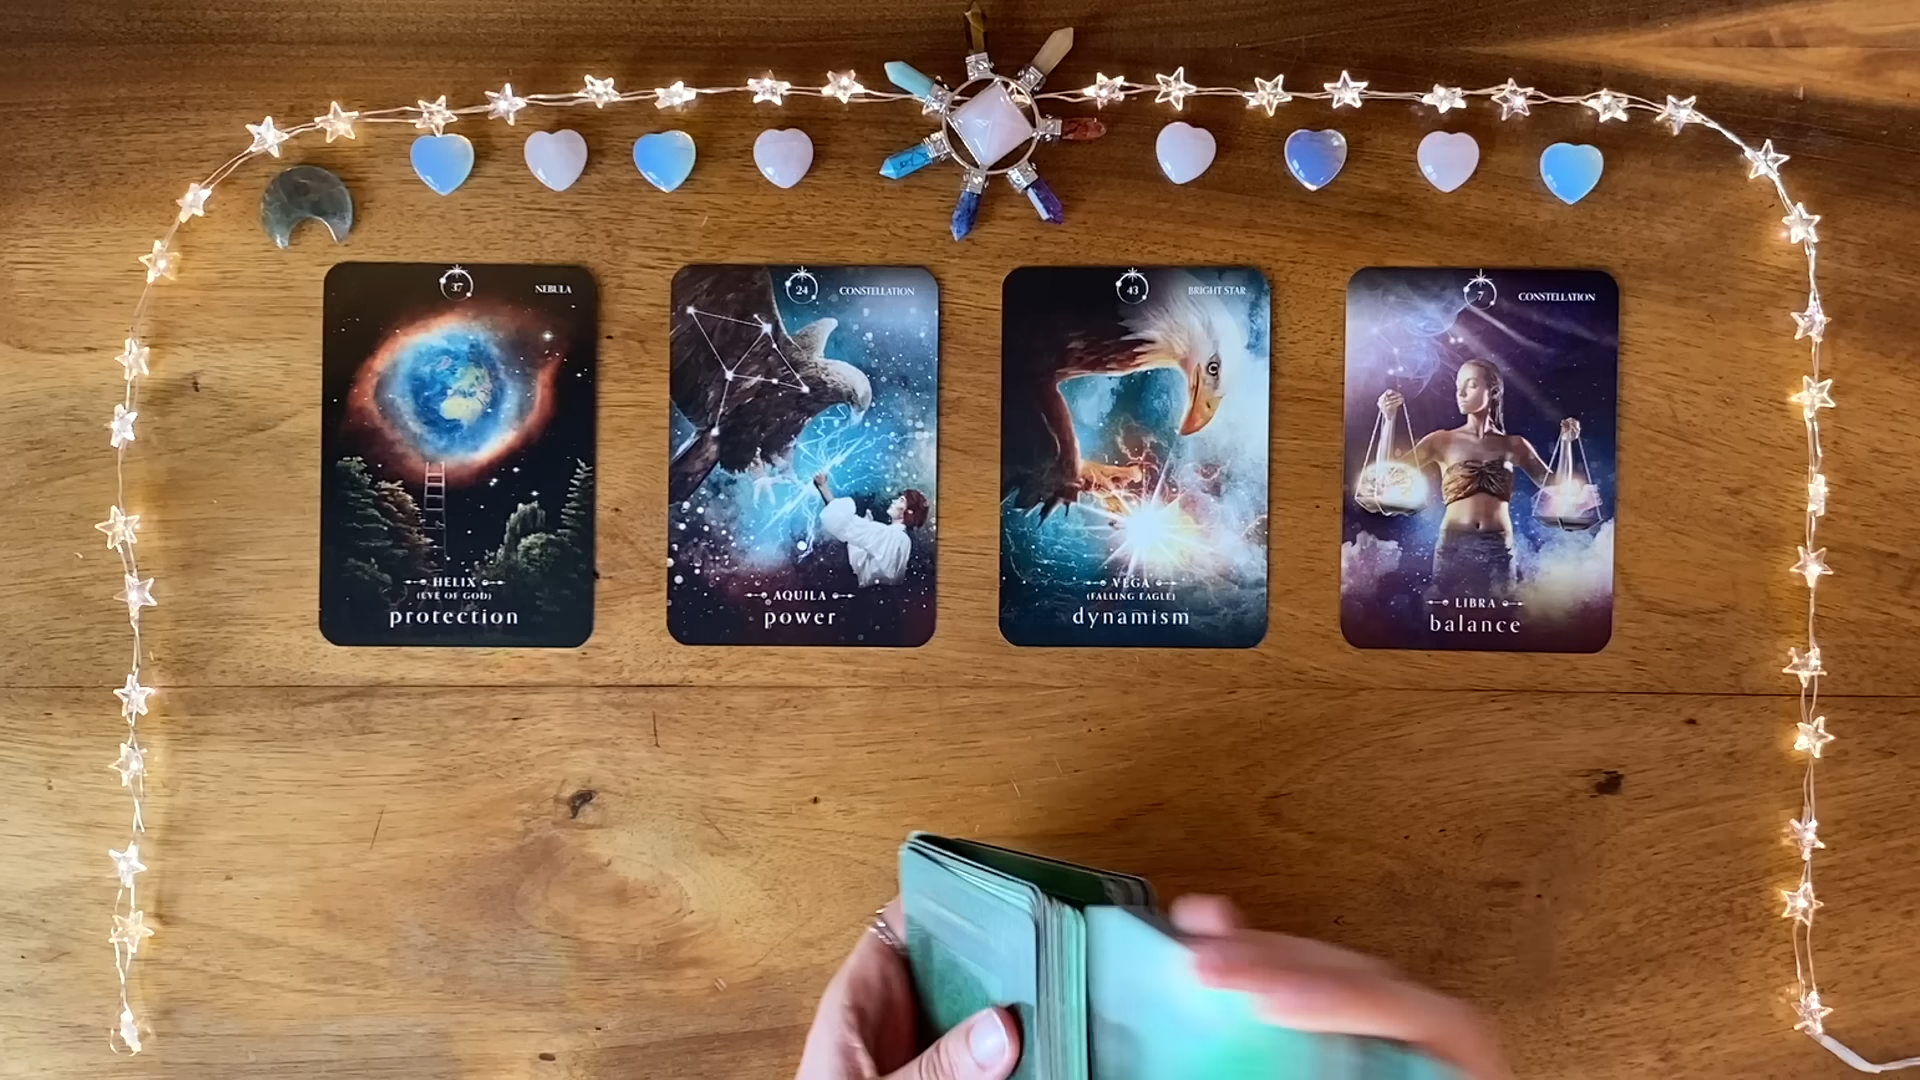 37
NEBULA
HELIX
(EYE OF GOD)
protection
24
CONSTELLATION
AQUILA
power
43
BRIGHT STAR
VEGA
(FALLING EAGLE)
dynamism
7
CONSTELLATION
LIBRA
balance